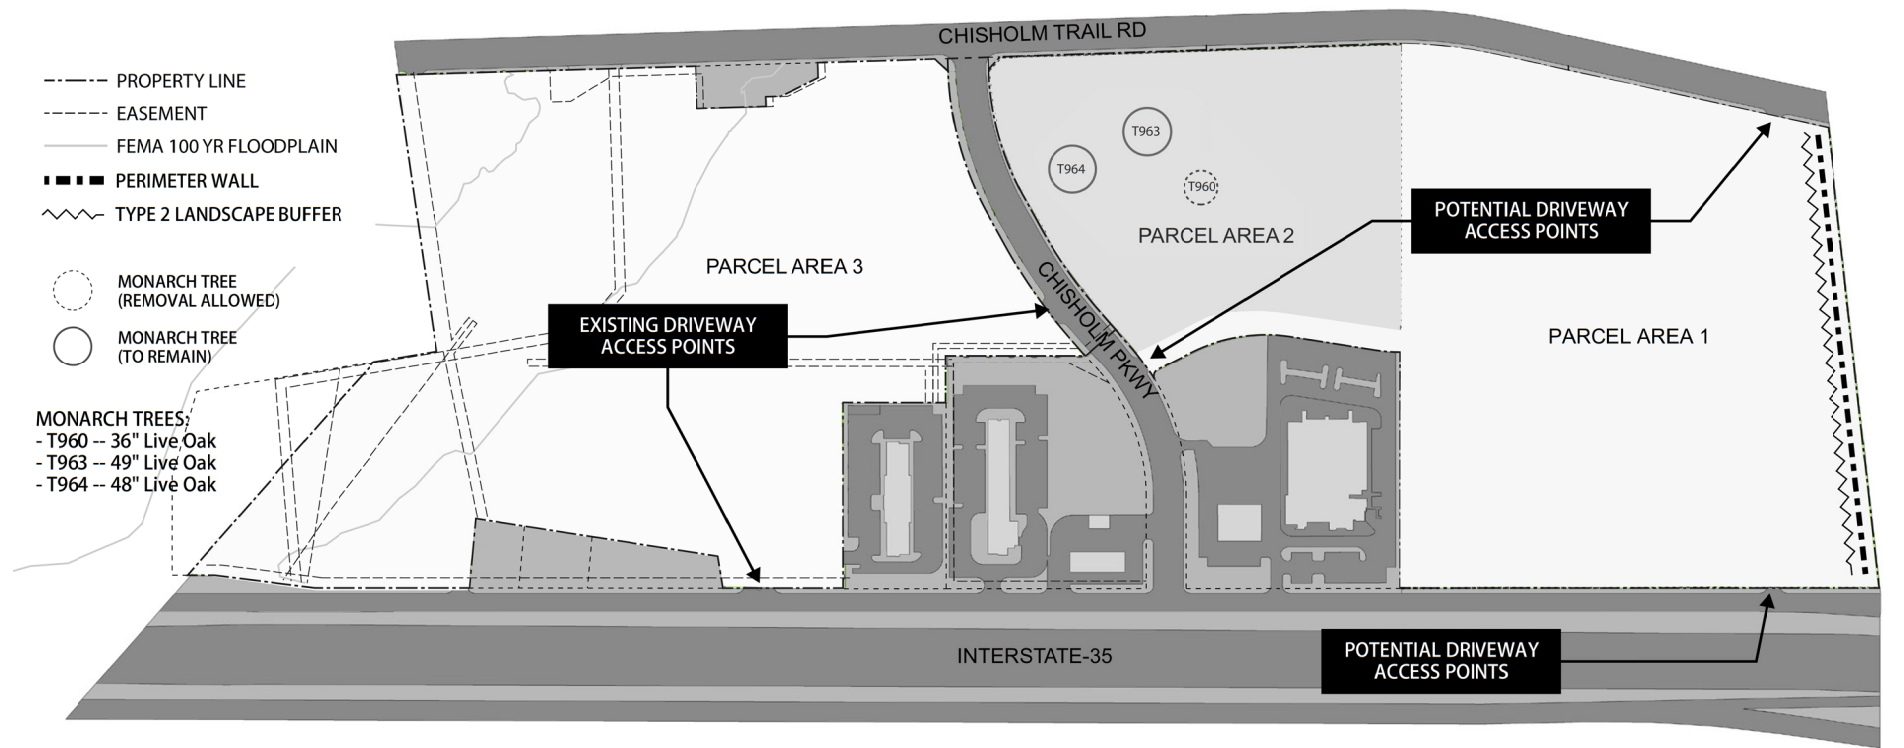 CHISHOLM TRAIL RD
PROPERTY LINE
EASEMENT
FEMA 100 YR FLOODPLAIN
PERIMETER WALL
TYPE 2 LANDSCAPE BUFFER
MONARCH TREE
(REMOVAL ALLOWED)
MONARCH TREE
(TO REMAIN)
MONARCH TREES:
- T960 -- 36" Live Oak
- T963 -- 49" Live Oak
- T964 -- 48" Live Oak
T963
T964
T960
PARCEL AREA 2
PARCEL AREA 3
POTENTIAL DRIVEWAY
ACCESS POINTS
EXISTING DRIVEWAY
ACCESS POINTS
CHISHOLM PKWY
PARCEL AREA 1
INTERSTATE-35
POTENTIAL DRIVEWAY
ACCESS POINTS